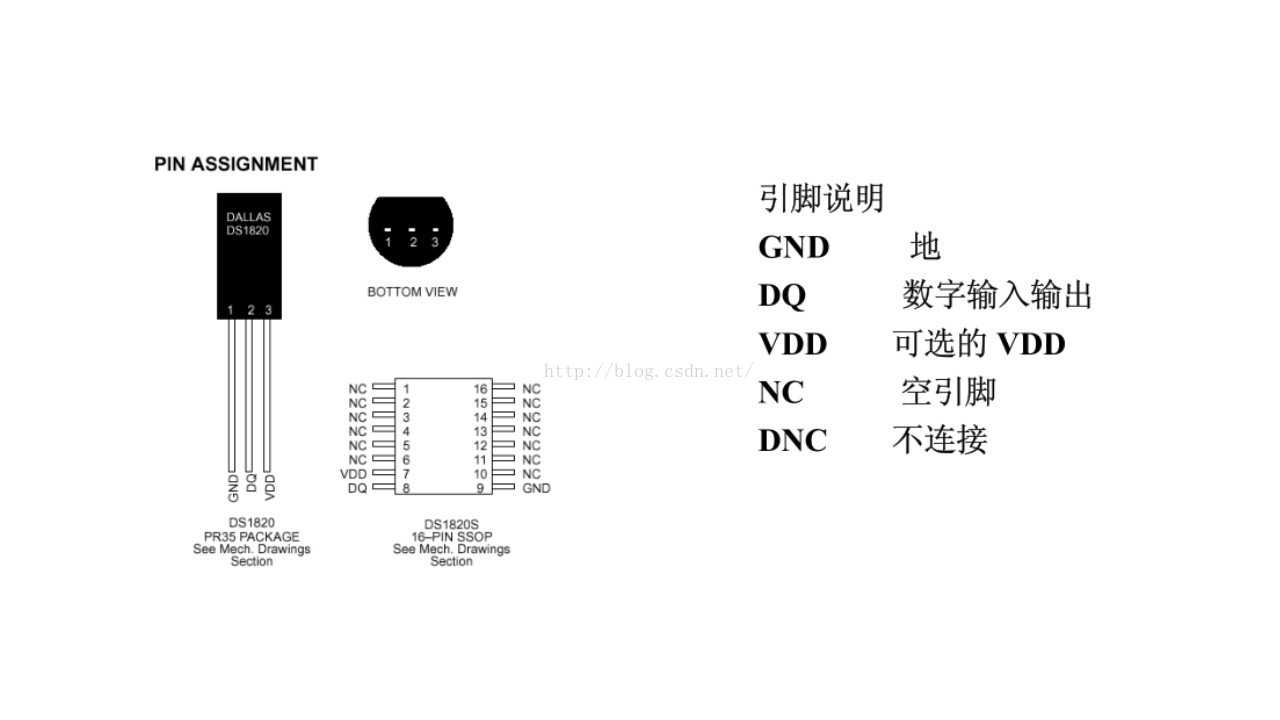 PIN ASSIGNMENT
DALLAS
DS1820
1 2 3
GND DQ VDD
DS1820
PR35 PACKAGE
See Mech. Drawings
Section
1 2 3
BOTTOM VIEW
NC 1 16 NC
NC 2 15 NC
NC 3 14 NC
NC 4 13 NC
NC 5 12 NC
NC 6 11 NC
VDD 7 10 NC
DQ 8 9 GND
DS1820S
16–PIN SSOP
See Mech. Drawings
Section
http://blog.csdn.net/
引脚说明
GND 地
DQ 数字输入输出
VDD 可选的 VDD
NC 空引脚
DNC 不连接